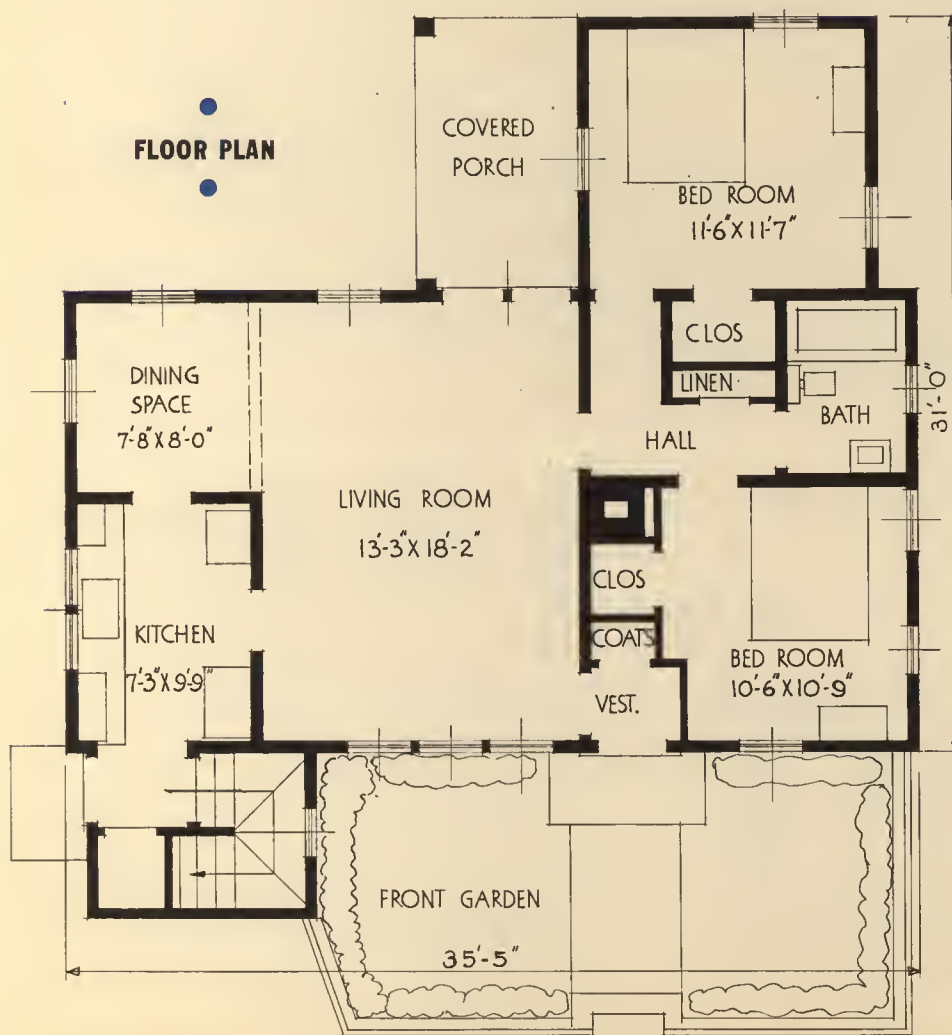 FLOOR PLAN
COVERED
PORCH
BED ROOM
11'-6" X 11'-7"
CLOS
LINEN
BATH
31'-0"
DINING
SPACE
7'-8" X 8'-0"
HALL
LIVING ROOM
13'-3" X 18'-2"
CLOS
COATS
KITCHEN
7'-3" X 9'-9"
BED ROOM
10'-6" X 10'-9"
VEST.
FRONT GARDEN
35'-5"